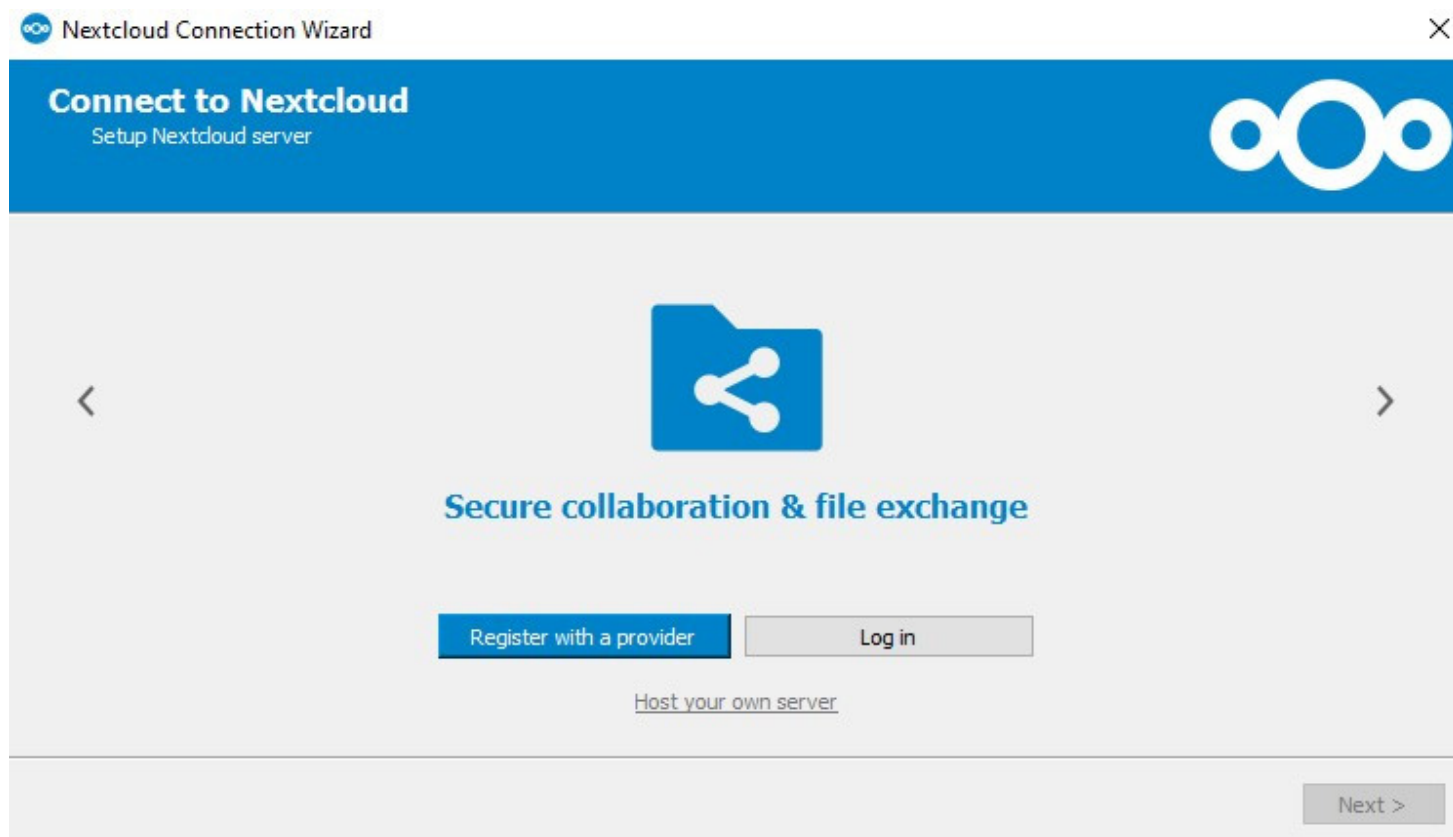 Nextcloud Connection Wizard
Connect to Nextcloud
Setup Nextcloud server
Secure collaboration & file exchange
Register with a provider
Log in
Host your own server
Next >